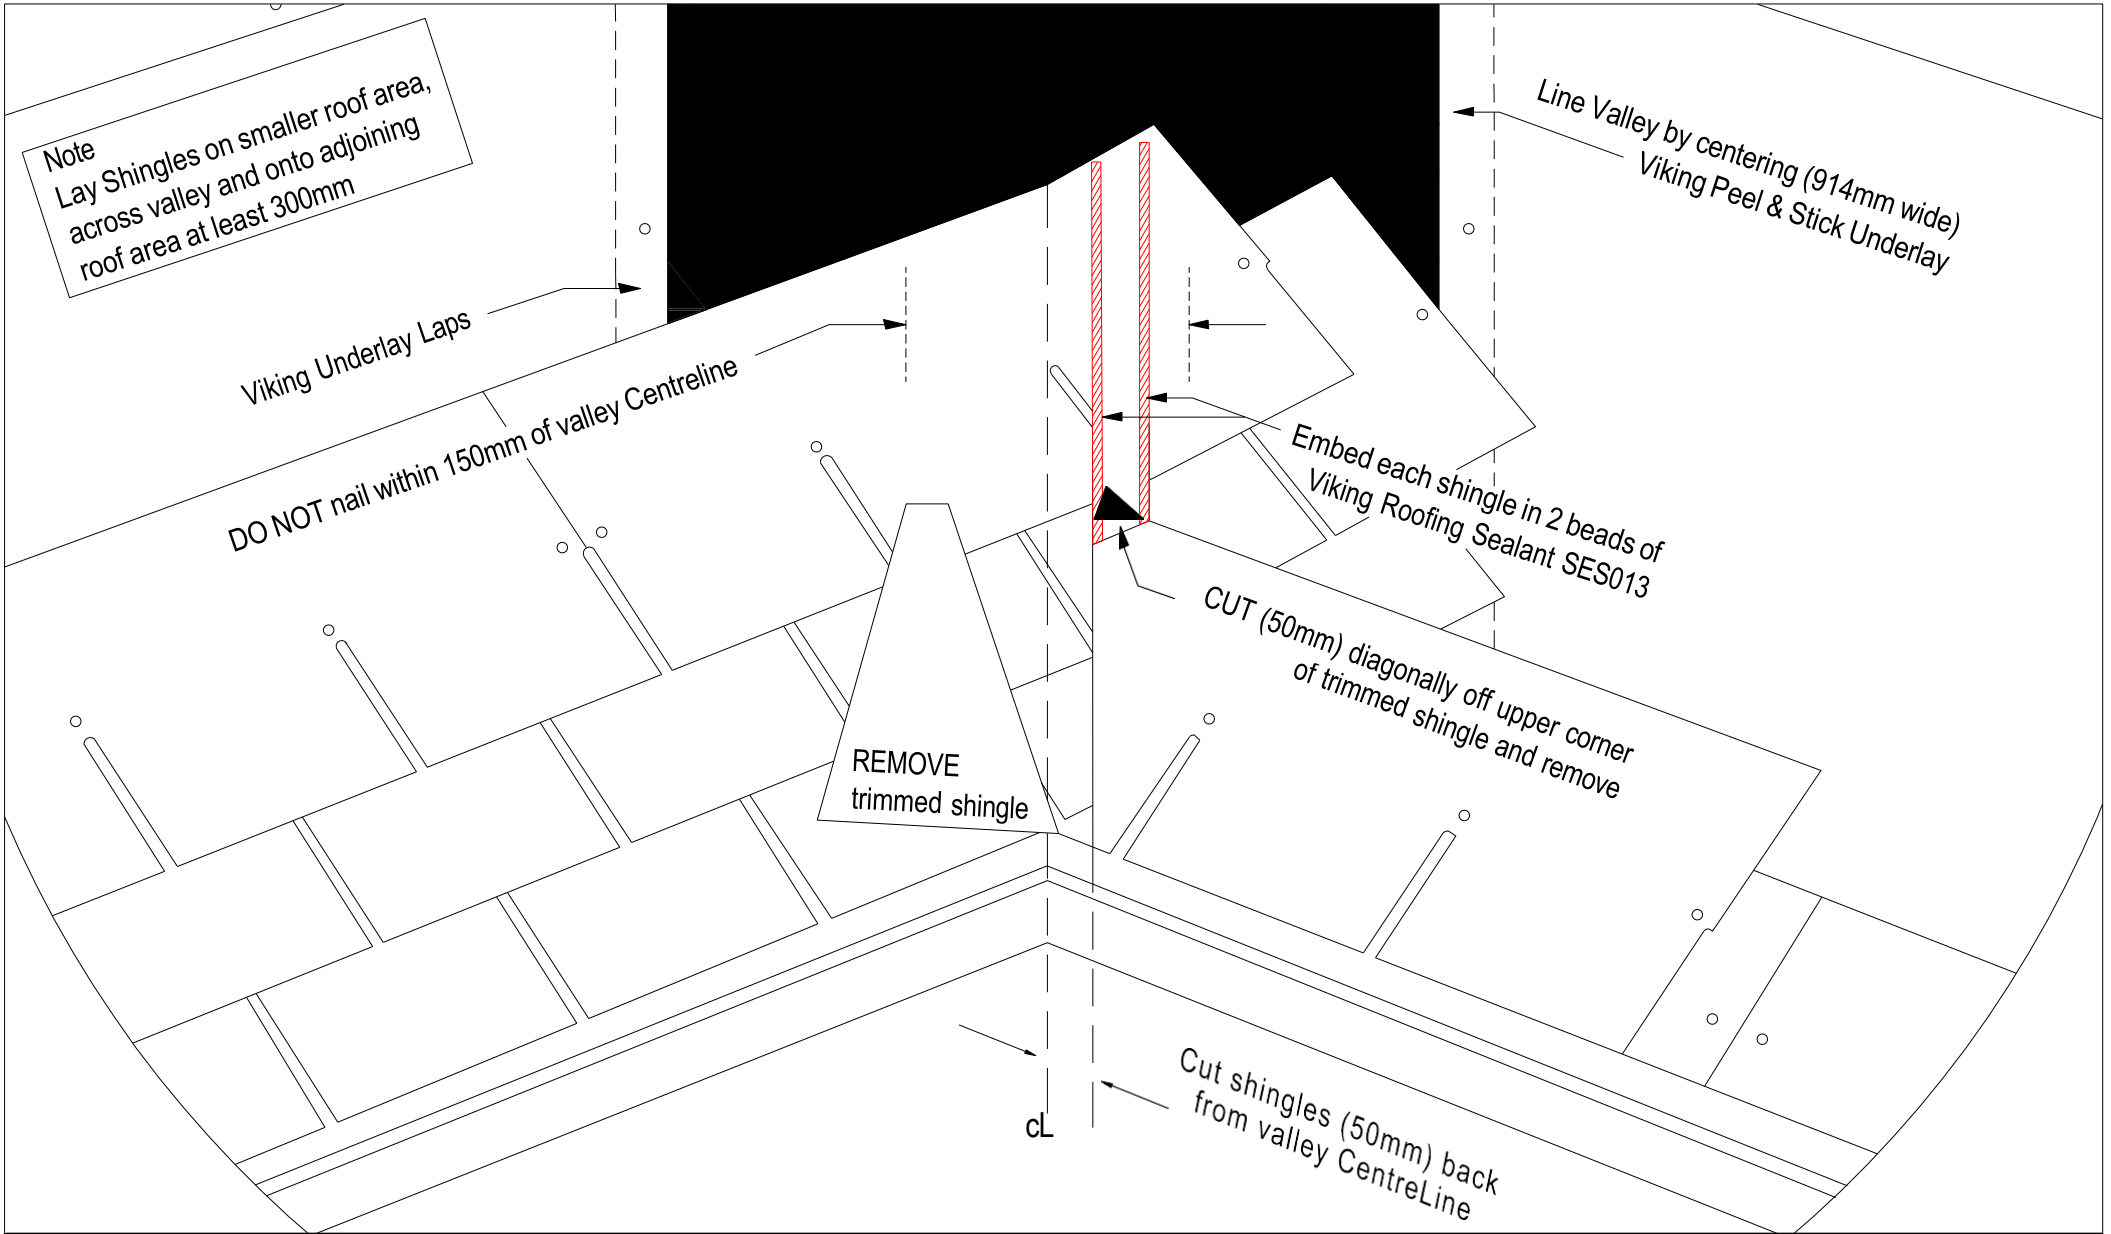 Note
Lay Shingles on smaller roof area,
across valley and onto adjoining
roof area at least 300mm
Line Valley by centering (914mm wide)
Viking Peel & Stick Underlay
Viking Underlay Laps
DO NOT nail within 150mm of valley Centreline
Embed each shingle in 2 beads of
Viking Roofing Sealant SES013
CUT (50mm) diagonally off upper corner
of trimmed shingle and remove
REMOVE
trimmed shingle
cL
Cut shingles (50mm) back
from valley CentreLine